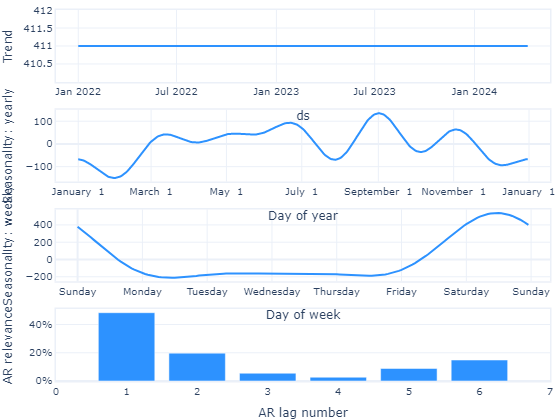 Trend
412
411.5
411
410.5
Jan 2022 Jul 2022 Jan 2023 Jul 2023 Jan 2024
ds
Seasonality: yearly
100
0
−100
January 1 March 1 May 1 July 1 September 1 November 1 January 1
Day of year
Seasonality: weekly
400
200
0
−200
Sunday Monday Tuesday Wednesday Thursday Friday Saturday Sunday
Day of week
AR relevance
40%
20%
0%
0 1 2 3 4 5 6 7
AR lag number